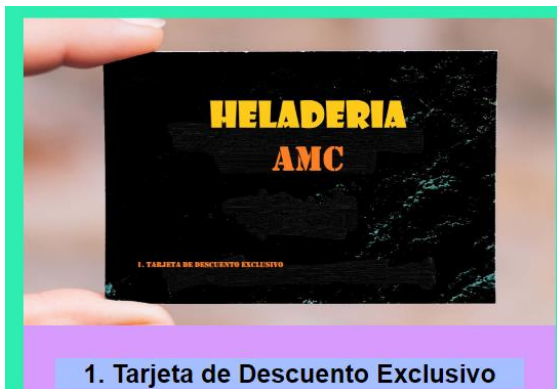 HELADERIA
AMC
1. TARJETA DE DESCUENTO EXCLUSIVO
1. Tarjeta de Descuento Exclusivo